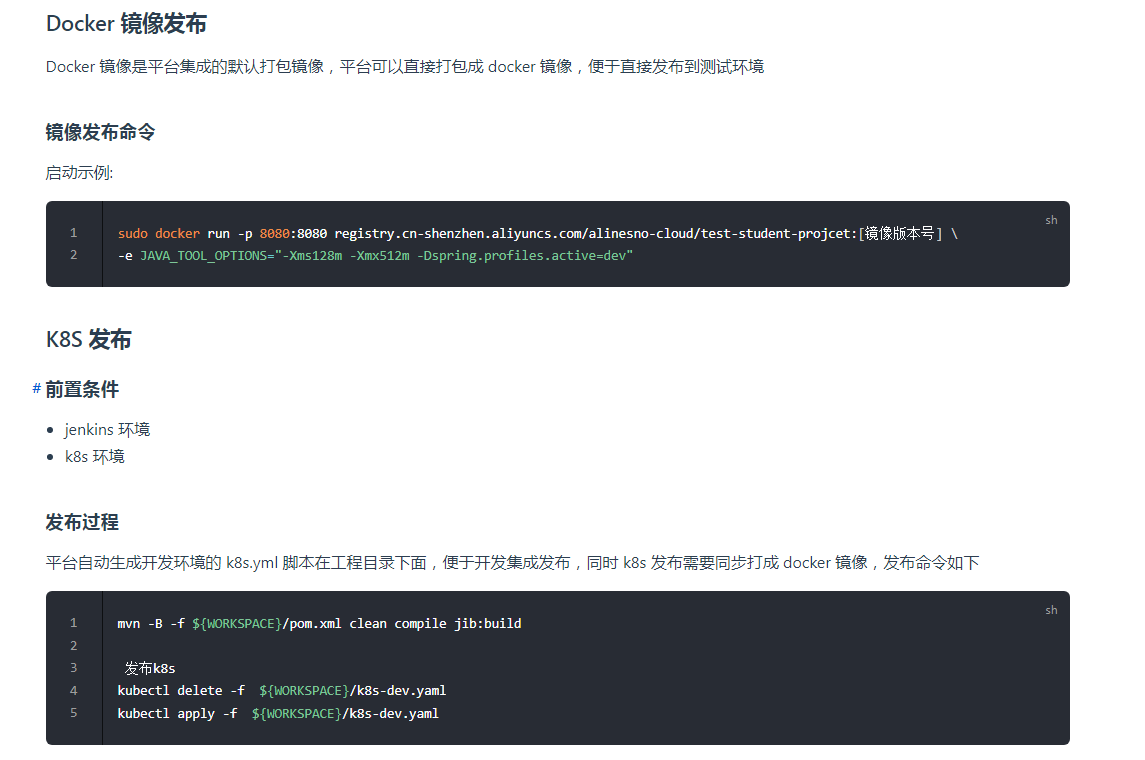 Docker 镜像发布
Docker 镜像是平台集成的默认打包镜像，平台可以直接打包成 docker 镜像，便于直接发布到测试环境
镜像发布命令
启动示例:
sh
1 sudo docker run -p 8080:8080 registry.cn-shenzhen.aliyuncs.com/alinesno-cloud/test-student-projcet:[镜像版本号] \
2 -e JAVA_TOOL_OPTIONS="-Xms128m -Xmx512m -Dspring.profiles.active=dev"
K8S 发布
# 前置条件
• jenkins 环境
• k8s 环境
发布过程
平台自动生成开发环境的 k8s.yml 脚本在工程目录下面，便于开发集成发布，同时 k8s 发布需要同步打成 docker 镜像，发布命令如下
sh
1 mvn -B -f ${WORKSPACE}/pom.xml clean compile jib:build
2
3 发布k8s
4 kubectl delete -f  ${WORKSPACE}/k8s-dev.yaml
5 kubectl apply -f  ${WORKSPACE}/k8s-dev.yaml